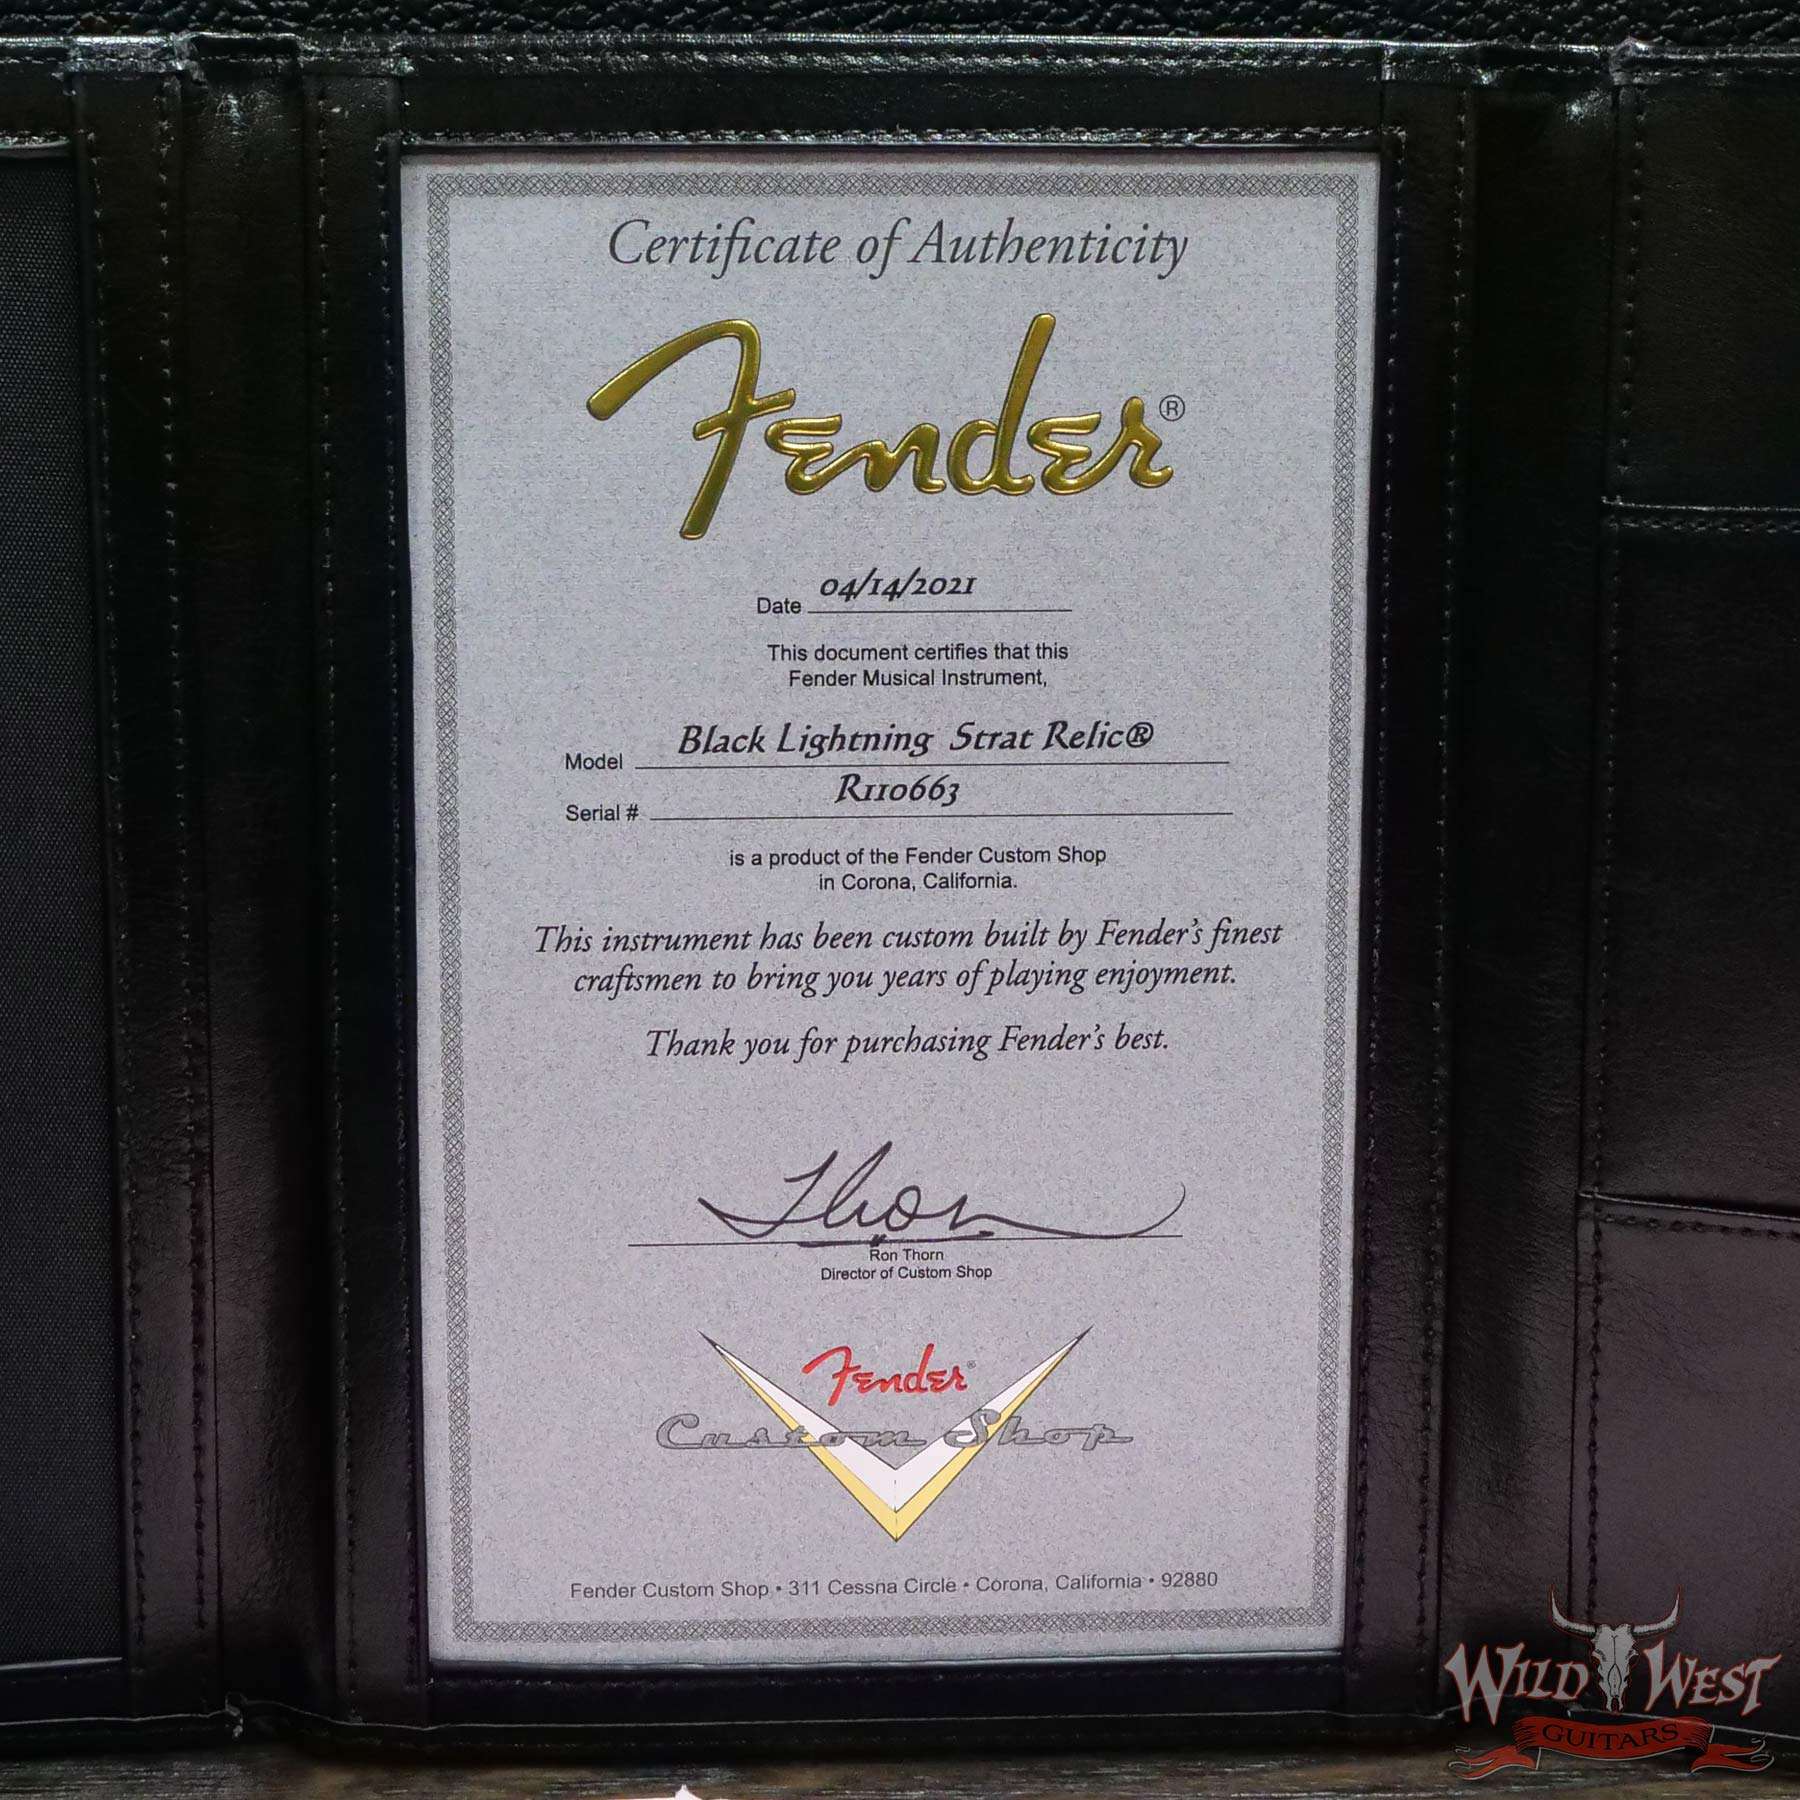 Certificate of Authenticity
Fender®
Date 04/14/2021
This document certifies that this
Fender Musical Instrument,
Model Black Lightning Strat Relic®
Serial # R110663
is a product of the Fender Custom Shop
in Corona, California.
This instrument has been custom built by Fender's finest
craftsmen to bring you years of playing enjoyment.
Thank you for purchasing Fender's best.
Thorn
Ron Thorn
Director of Custom Shop
Fender®
Custom Shop
Fender Custom Shop • 311 Cessna Circle • Corona, California • 92880
WILD WEST
GUITARS